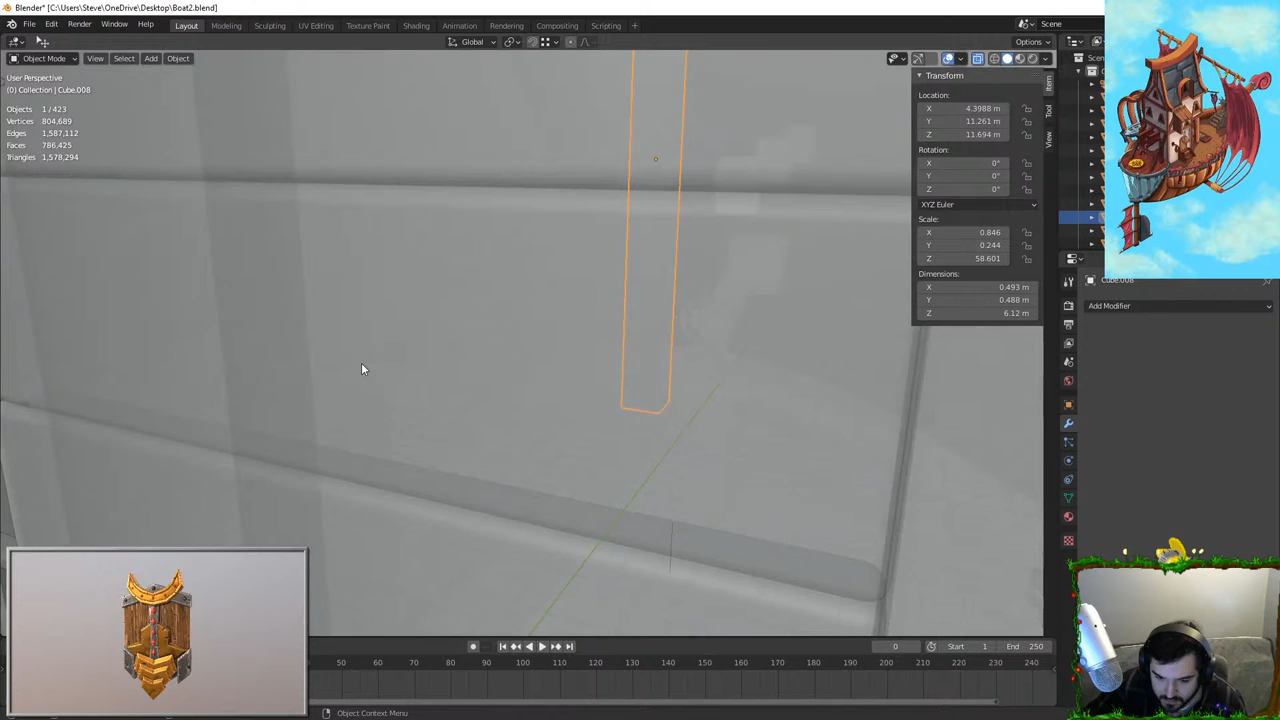 Blender* [C:\Users\Steve\OneDrive\Desktop\Boat2.blend]
File Edit Render Window Help Layout Modeling Sculpting UV Editing Texture Paint Shading Animation Rendering Compositing Scripting + Scene
Global Options
Object Mode View Select Add Object
User Perspective
(0) Collection | Cube.008
Objects 1 / 423
Vertices 804,689
Edges 1,587,112
Faces 786,425
Triangles 1,578,294
Transform
Location:
X 4.3988 m
Y 11.261 m
Z 11.694 m
Rotation:
X 0°
Y 0°
Z 0°
XYZ Euler
Scale:
X 0.846
Y 0.244
Z 58.601
Dimensions:
X 0.493 m
Y 0.488 m
Z 6.12 m
Item
Tool
View
Cube.008
Add Modifier
0 Start 1 End 250
50 60 70 80 90 100 110 120 130 140 150 160 170 180 190 200 210 220 230 240
Object Context Menu